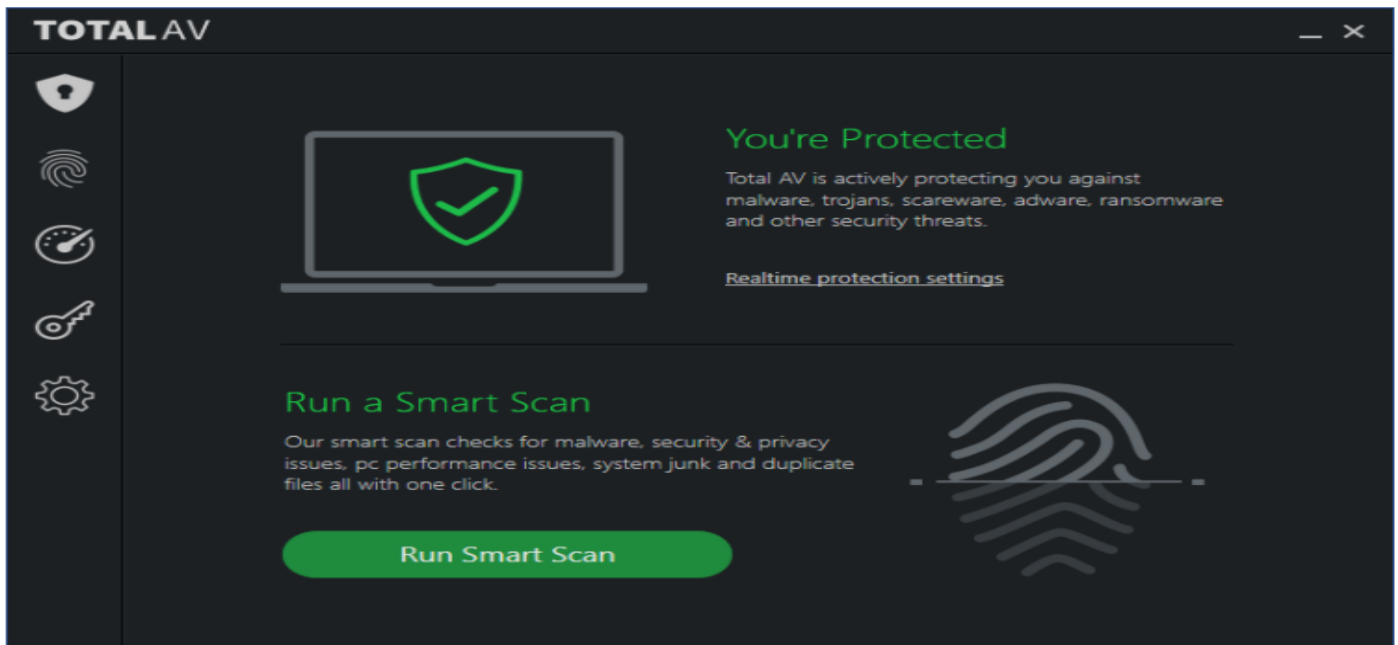 TOTAL AV
You're Protected
Total AV is actively protecting you against
malware, trojans, scareware, adware, ransomware
and other security threats.
Realtime protection settings
Run a Smart Scan
Our smart scan checks for malware, security & privacy
issues, pc performance issues, system junk and duplicate
files all with one click.
Run Smart Scan